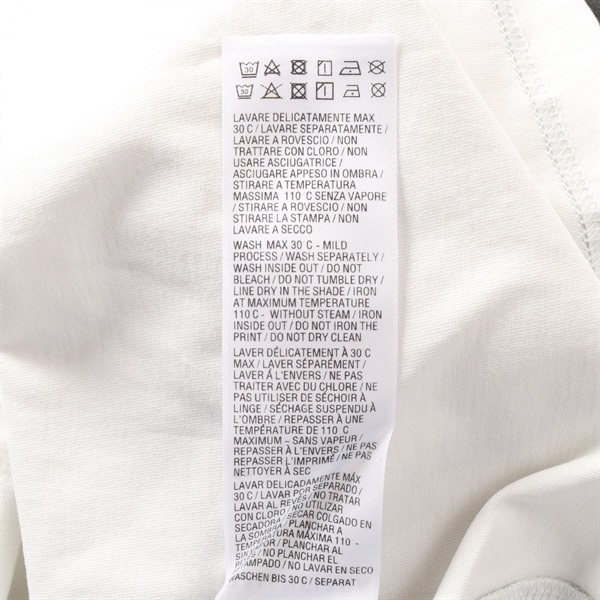 30
30
LAVARE DELICATAMENTE MAX
30 C / LAVARE SEPARATAMENTE /
LAVARE A ROVESCIO / NON
TRATTARE CON CLORO / NON
USARE ASCIUGATRICE /
ASCIUGARE APPESO IN OMBRA /
STIRARE A TEMPERATURA
MASSIMA 110 C SENZA VAPORE
/ STIRARE A ROVESCIO / NON
STIRARE LA STAMPA / NON
LAVARE A SECCO
WASH MAX 30 C - MILD
PROCESS / WASH SEPARATELY /
WASH INSIDE OUT / DO NOT
BLEACH / DO NOT TUMBLE DRY /
LINE DRY IN THE SHADE / IRON
AT MAXIMUM TEMPERATURE
110 C - WITHOUT STEAM / IRON
INSIDE OUT / DO NOT IRON THE
PRINT / DO NOT DRY CLEAN
LAVER DÉLICATEMENT À 30 C
MAX / LAVER SÉPARÉMENT /
LAVER Á L'ENVERS / NE PAS
TRAITER AVEC DU CHLORE / NE
PAS UTILISER DE SÉCHOIR À
LINGE / SÉCHAGE SUSPENDU À
L'OMBRE / REPASSER À UNE
TEMPÉRATURE DE 110 C
MAXIMUM – SANS VAPEUR /
REPASSER À L'ENVERS / NE PAS
REPASSER L'IMPRIMÉ / NE PAS
NETTOYER À SEC
LAVAR DELICADAMENTE MÁX
30 C / LAVAR POR SEPARADO /
LAVAR AL REVÉS / NO TRATAR
CON CLORO / NO UTILIZAR
SECADORA / SECAR COLGADO EN
LA SOMBRA / PLANCHAR A
TEMPERATURA MÁXIMA 110 -
/ PLANCHAR AL
/ NO PLANCHAR EL
/ NO LAVAR EN SECO
WASCHEN BIS 30 C / SEPARAT